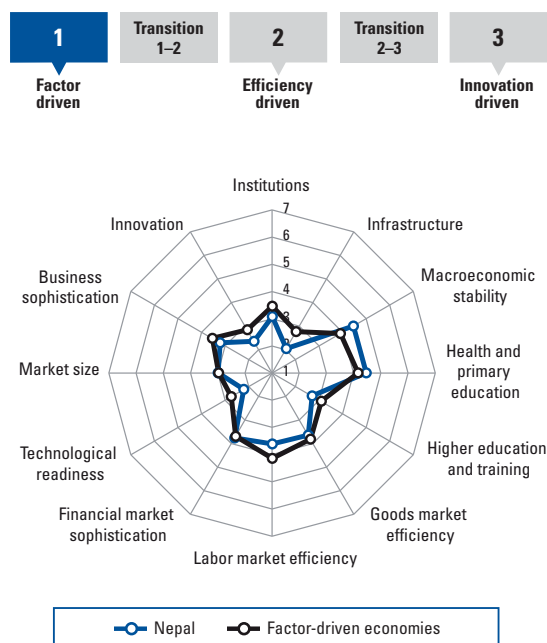 1
Transition
1–2
2
Transition
2–3
3
Factor
driven
Efficiency
driven
Innovation
driven
Institutions
7
6
5
4
3
2
1
Infrastructure
Macroeconomic
stability
Health and
primary
education
Higher education
and training
Goods market
efficiency
Labor market efficiency
Financial market
sophistication
Technological
readiness
Market size
Business
sophistication
Innovation
Nepal
Factor-driven economies